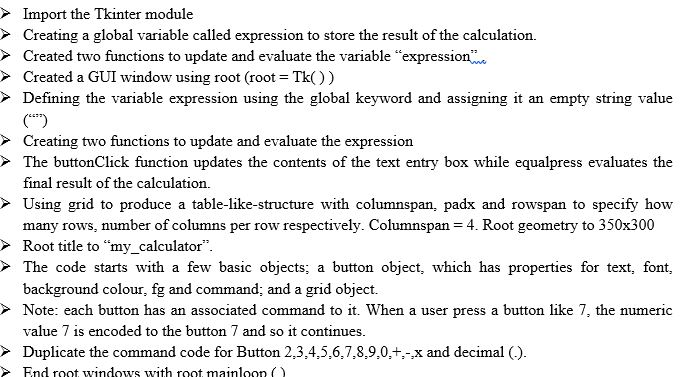 ➤ Import the Tkinter module
➤ Creating a global variable called expression to store the result of the calculation.
➤ Created two functions to update and evaluate the variable “expression”
➤ Created a GUI window using root (root = Tk( ) )
➤ Defining the variable expression using the global keyword and assigning it an empty string value
(“”)
➤ Creating two functions to update and evaluate the expression
➤ The buttonClick function updates the contents of the text entry box while equalpress evaluates the
final result of the calculation.
➤ Using grid to produce a table-like-structure with columnspan, padx and rowspan to specify how
many rows, number of columns per row respectively. Columnspan = 4. Root geometry to 350x300
➤ Root title to “my_calculator”.
➤ The code starts with a few basic objects; a button object, which has properties for text, font,
background colour, fg and command; and a grid object.
➤ Note: each button has an associated command to it. When a user press a button like 7, the numeric
value 7 is encoded to the button 7 and so it continues.
➤ Duplicate the command code for Button 2,3,4,5,6,7,8,9,0,+,-,x and decimal (.).
➤ End root windows with root.mainloop ( )